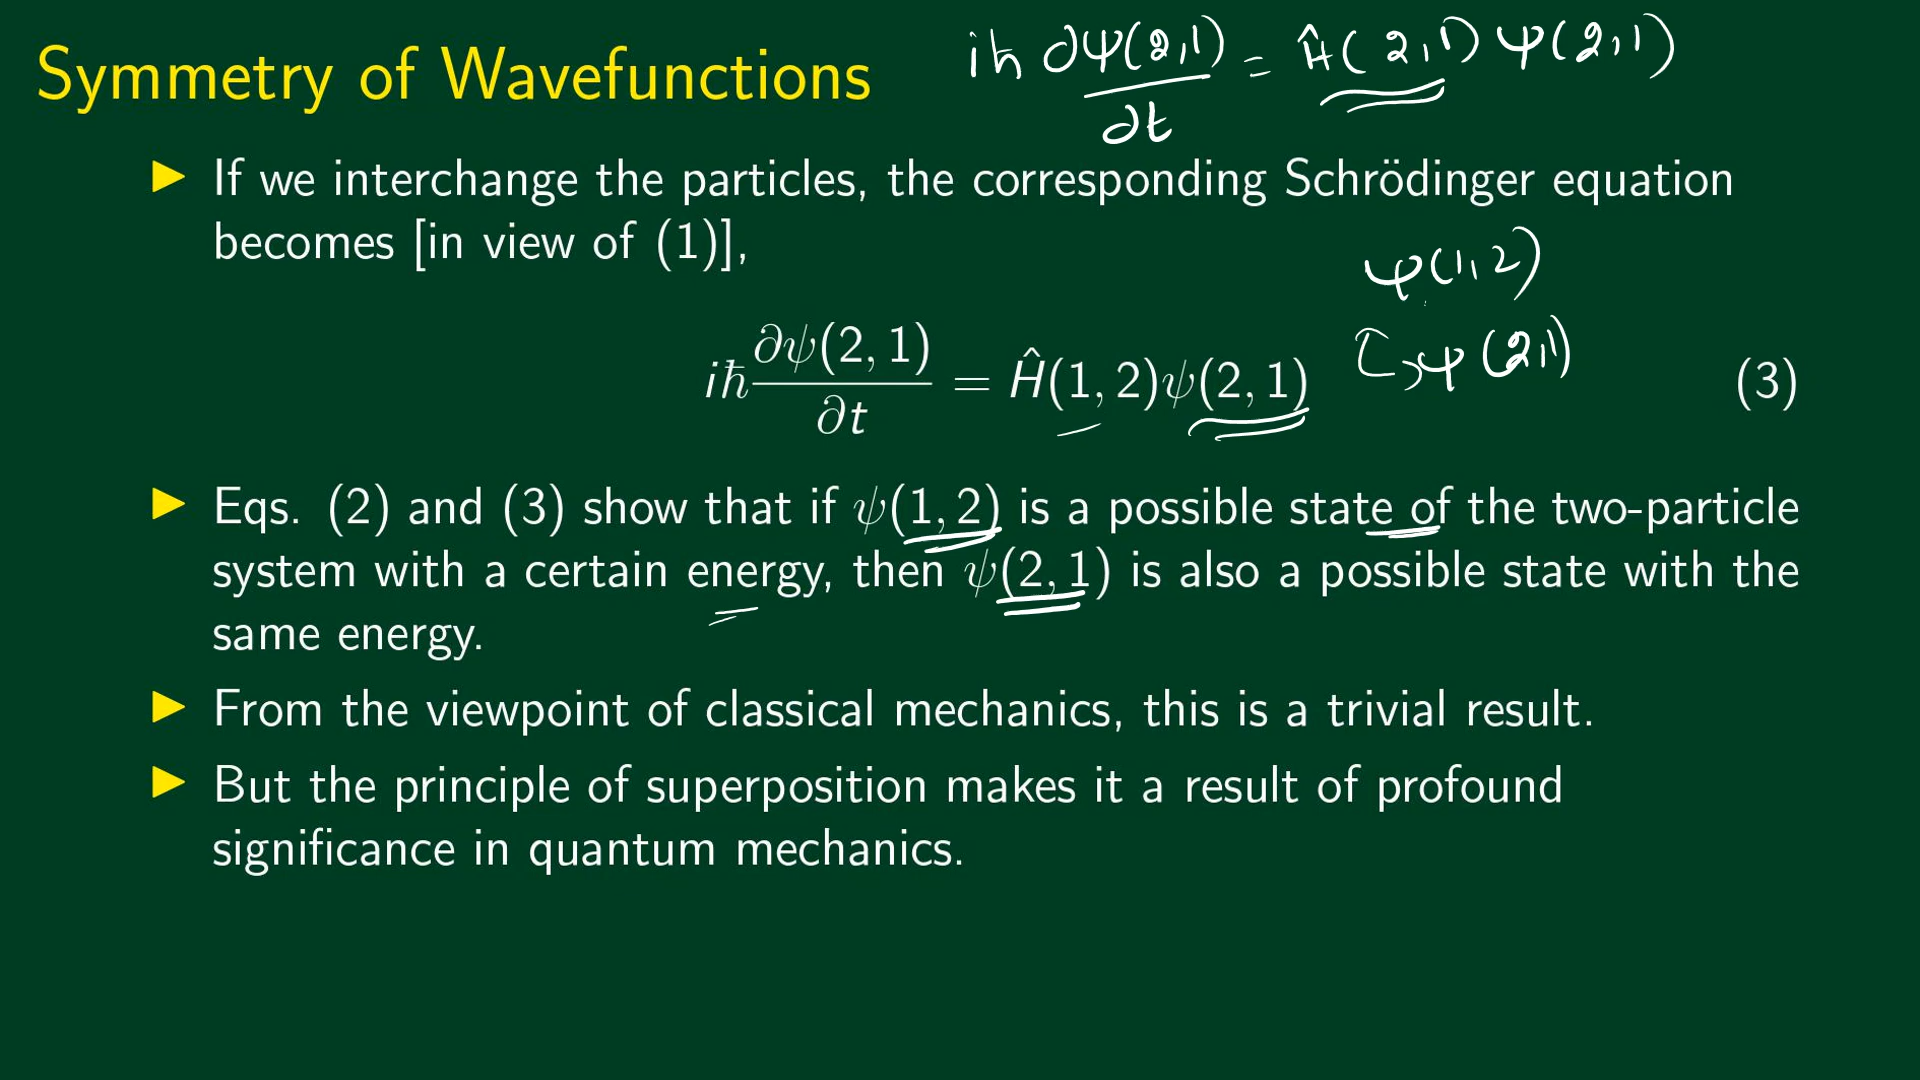 Symmetry of Wavefunctions
iħ ∂ψ(2,1)/∂t = Ĥ(2,1) ψ(2,1)
▶ If we interchange the particles, the corresponding Schrödinger equation
becomes [in view of (1)],
ψ(1,2)
iħ ∂ψ(2, 1)/∂t = Ĥ(1, 2)ψ(2, 1) (3)
↪ψ(2,1)
▶ Eqs. (2) and (3) show that if ψ(1, 2) is a possible state of the two-particle
system with a certain energy, then ψ(2, 1) is also a possible state with the
same energy.
▶ From the viewpoint of classical mechanics, this is a trivial result.
▶ But the principle of superposition makes it a result of profound
significance in quantum mechanics.